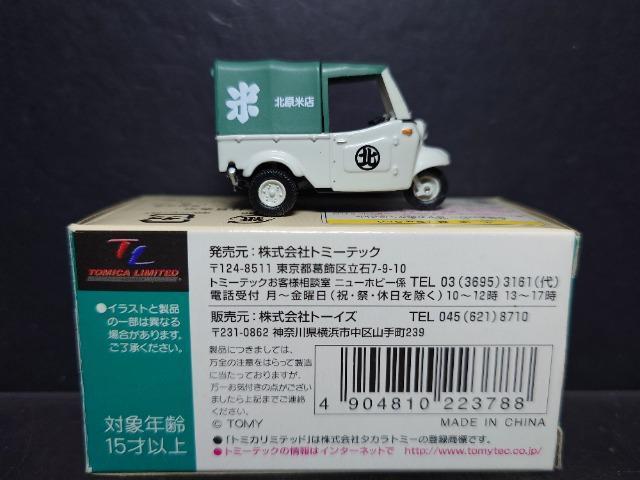 米
北原米店
北
TL
TOMICA LIMITED
●イラストと製品
の一部は異なる
場合があります。
ご了承ください。
対象年齢
15才以上
発売元:株式会社トミーテック
〒124-8511 東京都葛飾区立石7-9-10
トミーテックお客様相談室 ニューホビー係 TEL 03(3695)3161(代)
電話受付 月~金曜日(祝・祭・休日を除く)10~12時 13~17時
販売元:株式会社トーイズ TEL 045(621)8710
〒231-0862 神奈川県横浜市中区山手町239
製品につきましては、
万全の注意をはらって製造
に当たっておりますが、
万一お気付きの点がござい
ましたら上記までご連絡
ください。
© TOMY
4 904810 223788
MADE IN CHINA
●「トミカリミテッド」は株式会社タカラトミーの登録商標です。
●トミーテックの情報はインターネットで http://www.tomytec.co.jp/